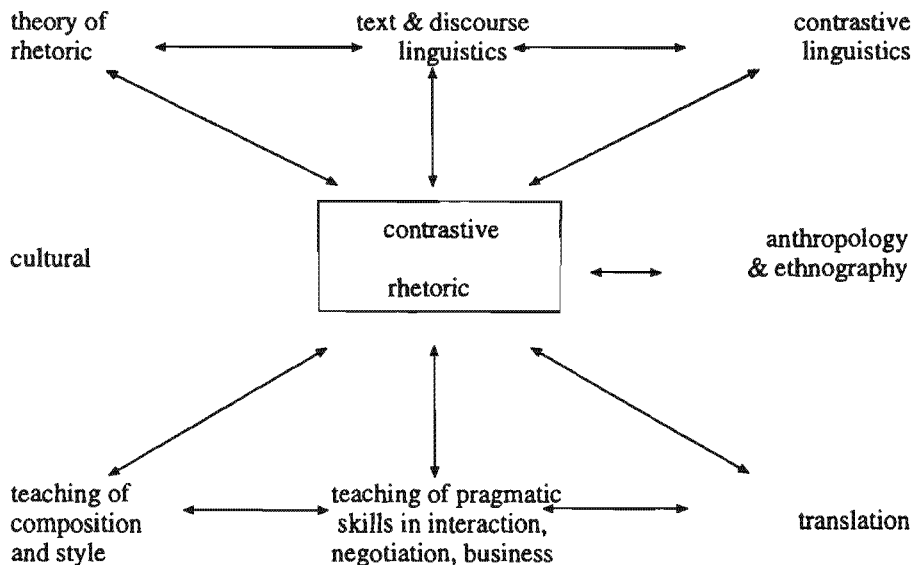 theory of
rhetoric
text & discourse
linguistics
contrastive
linguistics
cultural
contrastive
rhetoric
anthropology
& ethnography
teaching of
composition
and style
teaching of pragmatic
skills in interaction,
negotiation, business
translation